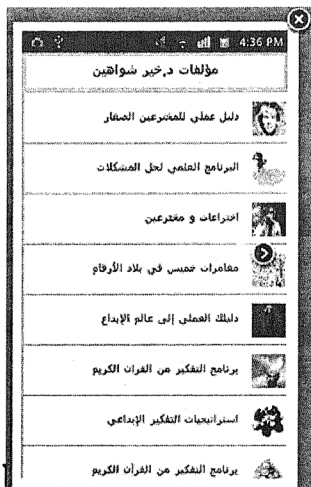 4:36 PM
مؤلفات د.خير شواهين
دليل عملي للمخترعين الصغار
البرنامج العلمي لحل المشكلات
اختراعات و مخترعين
مغامرات خميس في بلاد الأرقام
دليلك العملي إلى عالم الإبداع
برنامج التفكير من القران الكريم
استراتيجيات التفكير الإبداعي
برنامج التفكير من القرآن الكريم